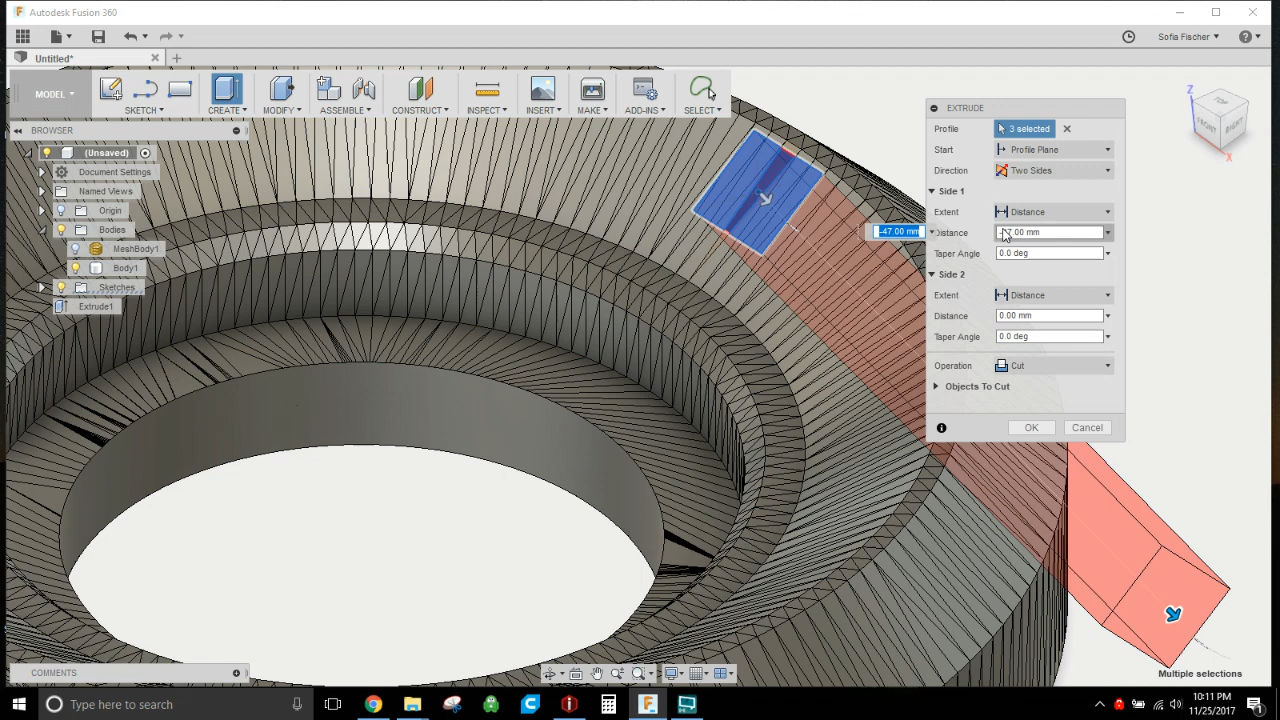 Autodesk Fusion 360
Sofia Fischer
Untitled*
MODEL
SKETCH
CREATE
MODIFY
ASSEMBLE
CONSTRUCT
INSPECT
INSERT
MAKE
ADD-INS
SELECT
BROWSER
(Unsaved)
Document Settings
Named Views
Origin
Bodies
MeshBody1
Body1
Sketches
Extrude1
TOP
FRONT
RIGHT
Z
X
EXTRUDE
Profile 3 selected
Start Profile Plane
Direction Two Sides
Side 1
Extent Distance
-47.00 mm
Distance .00 mm
Taper Angle 0.0 deg
Side 2
Extent Distance
Distance 0.00 mm
Taper Angle 0.0 deg
Operation Cut
Objects To Cut
OK Cancel
COMMENTS
Multiple selections
Type here to search
10:11 PM
11/25/2017